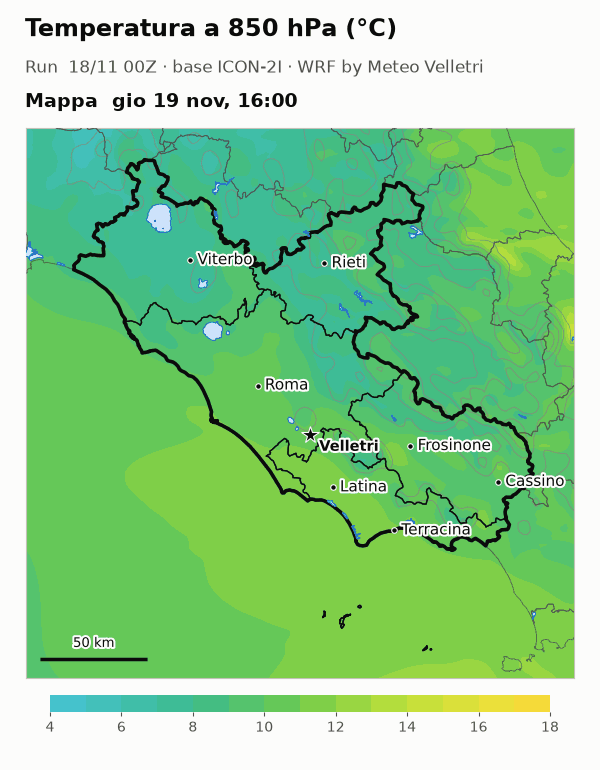 Temperatura a 850 hPa (°C)
Run  18/11 00Z · base ICON-2I · WRF by Meteo Velletri
Mappa  gio 19 nov, 16:00
Viterbo
Rieti
Roma
Velletri
Frosinone
Latina
Cassino
Terracina
50 km
4 6 8 10 12 14 16 18